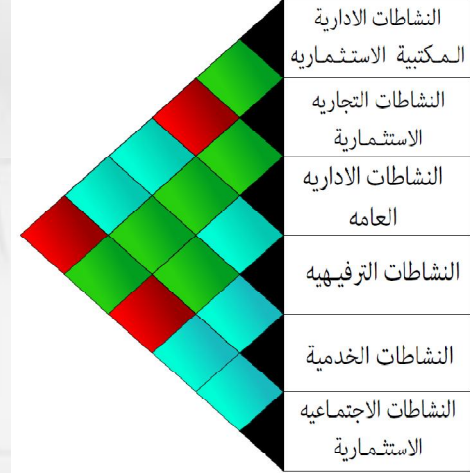 النشاطات الادارية
المكتبية الاستثماريه
النشاطات التجاريه
الاستثمارية
النشاطات الاداريه
العامه
النشاطات الترفيهيه
النشاطات الخدمية
النشاطات الاجتماعيه
الاستثمارية